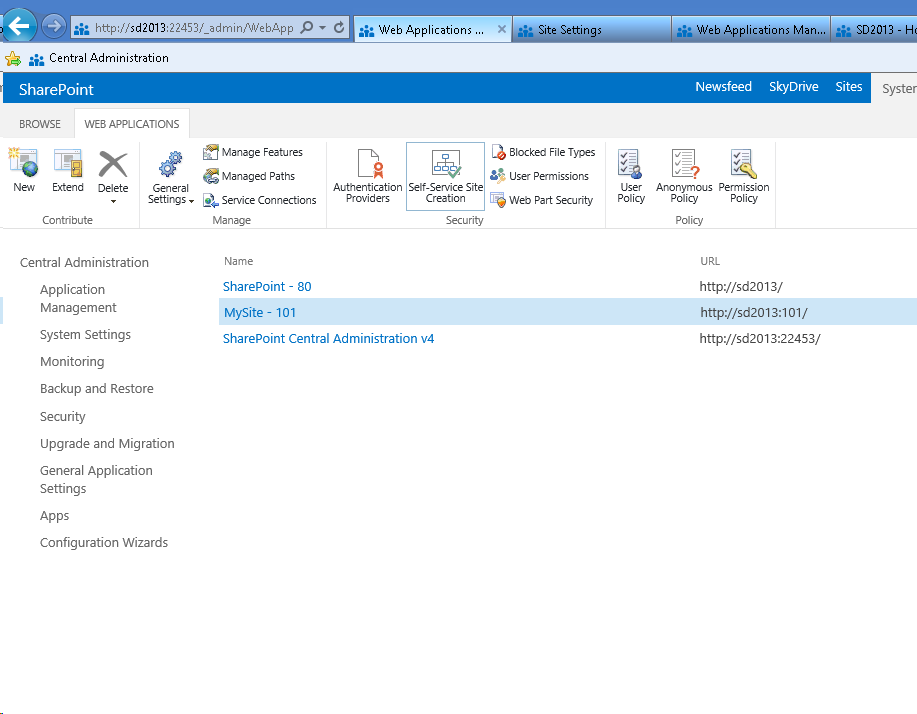 http://sd2013:22453/_admin/WebApp
Web Applications ...
Site Settings
Web Applications Man...
SD2013 - Ho
Central Administration
SharePoint
Newsfeed
SkyDrive
Sites
System
BROWSE
WEB APPLICATIONS
New
Extend
Delete
Contribute
General
Settings
Manage Features
Managed Paths
Service Connections
Manage
Authentication
Providers
Self-Service Site
Creation
Blocked File Types
User Permissions
Web Part Security
Security
User
Policy
Anonymous
Policy
Permission
Policy
Policy
Central Administration
Application
Management
System Settings
Monitoring
Backup and Restore
Security
Upgrade and Migration
General Application
Settings
Apps
Configuration Wizards
Name URL
SharePoint - 80 http://sd2013/
MySite - 101 http://sd2013:101/
SharePoint Central Administration v4 http://sd2013:22453/